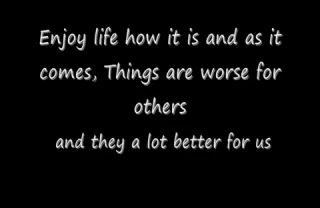 Enjoy life how it is and as it
comes, Things are worse for
others
and they a lot better for us